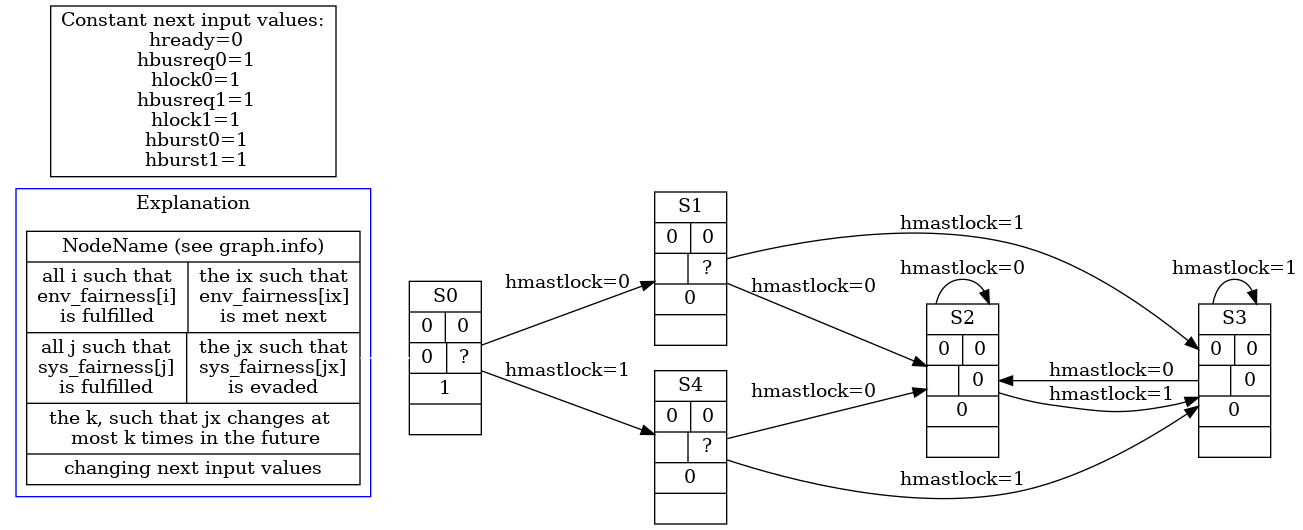 Constant next input values:
hready=0
hbusreq0=1
hlock0=1
hbusreq1=1
hlock1=1
hburst0=1
hburst1=1
Explanation
NodeName (see graph.info)
all i such that
env_fairness[i]
is fulfilled
the ix such that
env_fairness[ix]
is met next
all j such that
sys_fairness[j]
is fulfilled
the jx such that
sys_fairness[jx]
is evaded
the k, such that jx changes at
most k times in the future
changing next input values
S0
0 0
0 ?
1
hmastlock=0
hmastlock=1
S1
0 0
?
0
hmastlock=1
hmastlock=0
S4
0 0
?
0
hmastlock=0
hmastlock=1
hmastlock=0
S2
0 0
0
0
hmastlock=0
hmastlock=1
hmastlock=1
S3
0 0
0
0